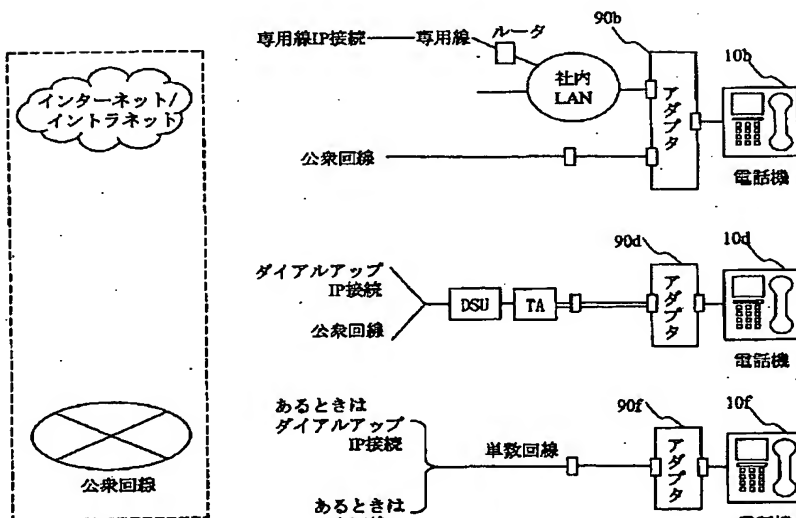 インターネット/
イントラネット
公衆回線
専用線IP接続
専用線
ルータ
社内
LAN
公衆回線
90b
アダプタ
10b
電話機
ダイアルアップ
IP接続
公衆回線
DSU
TA
90d
アダプタ
10d
電話機
あるときは
ダイアルアップ
IP接続
単数回線
あるときは
90f
アダプタ
10f